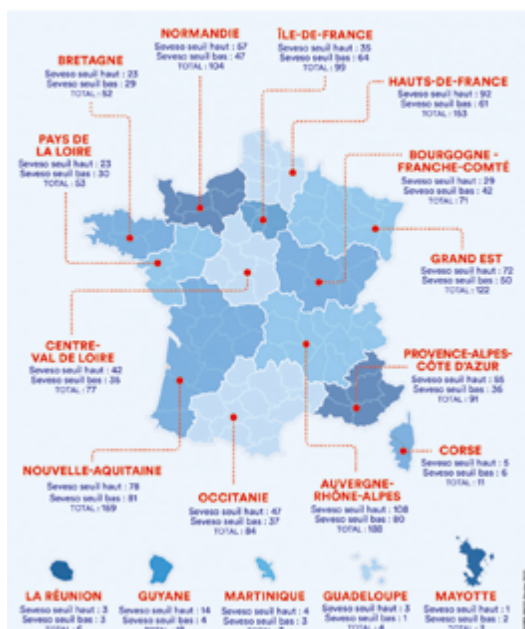 NORMANDIE
Seveso seuil haut : 57
Seveso seuil bas : 47
TOTAL : 104
ÎLE-DE-FRANCE
Seveso seuil haut : 35
Seveso seuil bas : 64
TOTAL : 99
BRETAGNE
Seveso seuil haut : 23
Seveso seuil bas : 29
TOTAL : 52
HAUTS-DE-FRANCE
Seveso seuil haut : 92
Seveso seuil bas : 61
TOTAL : 153
PAYS DE
LA LOIRE
Seveso seuil haut : 23
Seveso seuil bas : 30
TOTAL : 53
BOURGOGNE -
FRANCHE-COMTÉ
Seveso seuil haut : 29
Seveso seuil bas : 42
TOTAL : 71
GRAND EST
Seveso seuil haut : 72
Seveso seuil bas : 50
TOTAL : 122
CENTRE-
VAL DE LOIRE
Seveso seuil haut : 42
Seveso seuil bas : 35
TOTAL : 77
PROVENCE-ALPES-
CÔTE D'AZUR
Seveso seuil haut : 55
Seveso seuil bas : 36
TOTAL : 91
CORSE
Seveso seuil haut : 5
Seveso seuil bas : 6
TOTAL : 11
NOUVELLE-AQUITAINE
Seveso seuil haut : 78
Seveso seuil bas : 81
TOTAL : 159
OCCITANIE
Seveso seuil haut : 47
Seveso seuil bas : 37
TOTAL : 84
AUVERGNE-
RHÔNE-ALPES
Seveso seuil haut : 108
Seveso seuil bas : 80
TOTAL : 188
LA RÉUNION
Seveso seuil haut : 3
Seveso seuil bas : 3
GUYANE
Seveso seuil haut : 14
Seveso seuil bas : 4
MARTINIQUE
Seveso seuil haut : 4
Seveso seuil bas : 3
GUADELOUPE
Seveso seuil haut : 3
Seveso seuil bas : 1
MAYOTTE
Seveso seuil haut : 1
Seveso seuil bas : 2